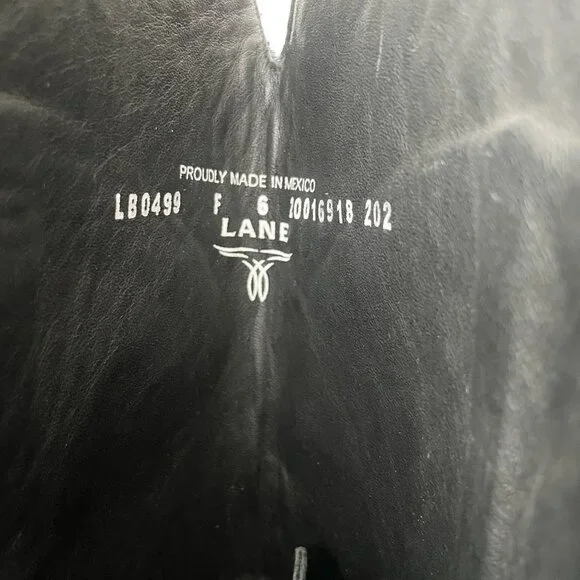 PROUDLY MADE IN MEXICO
LB0499 F 6 20016918 202
LANE